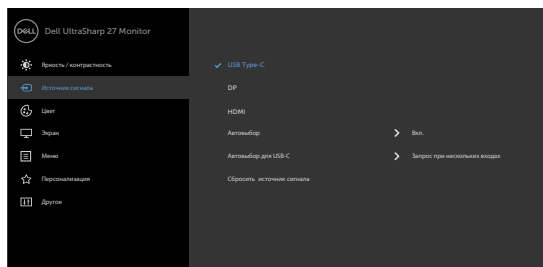 DELL
Dell UltraSharp 27 Monitor
Яркость / контрастность
Источник сигнала
Цвет
Экран
Меню
Персонализация
Другое
USB Type-C
DP
HDMI
Автовыбор
Вкл.
Автовыбор для USB-C
Запрос при нескольких входах
Сбросить источник сигнала